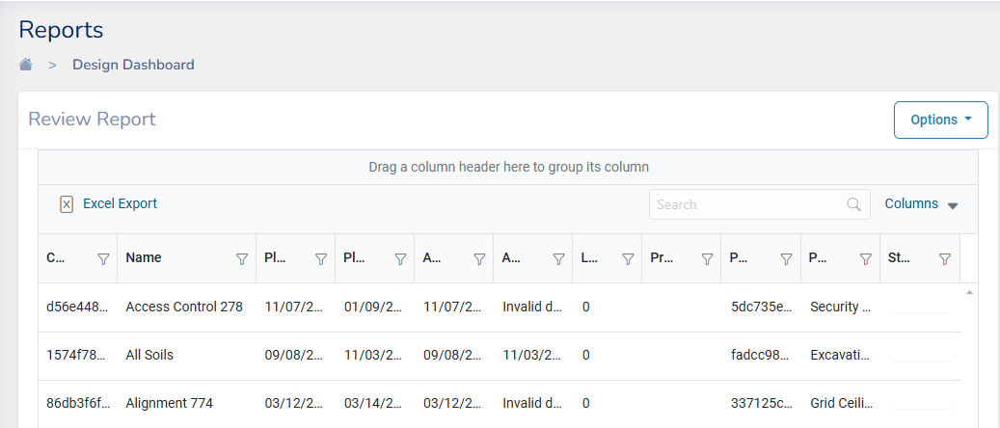 Reports
> Design Dashboard
Review Report
Options
Drag a column header here to group its column
Excel Export
Search
Columns
C... Name Pl... Pl... A... A... L... Pr... P... P... St...
d56e448... Access Control 278 11/07/2... 01/09/2... 11/07/2... Invalid d... 0 5dc735e... Security ...
1574f78... All Soils 09/08/2... 11/03/2... 09/08/2... 11/03/2... 0 fadcc98... Excavati...
86db3f6f... Alignment 774 03/12/2... 03/14/2... 03/12/2... Invalid d... 0 337125c... Grid Ceili...